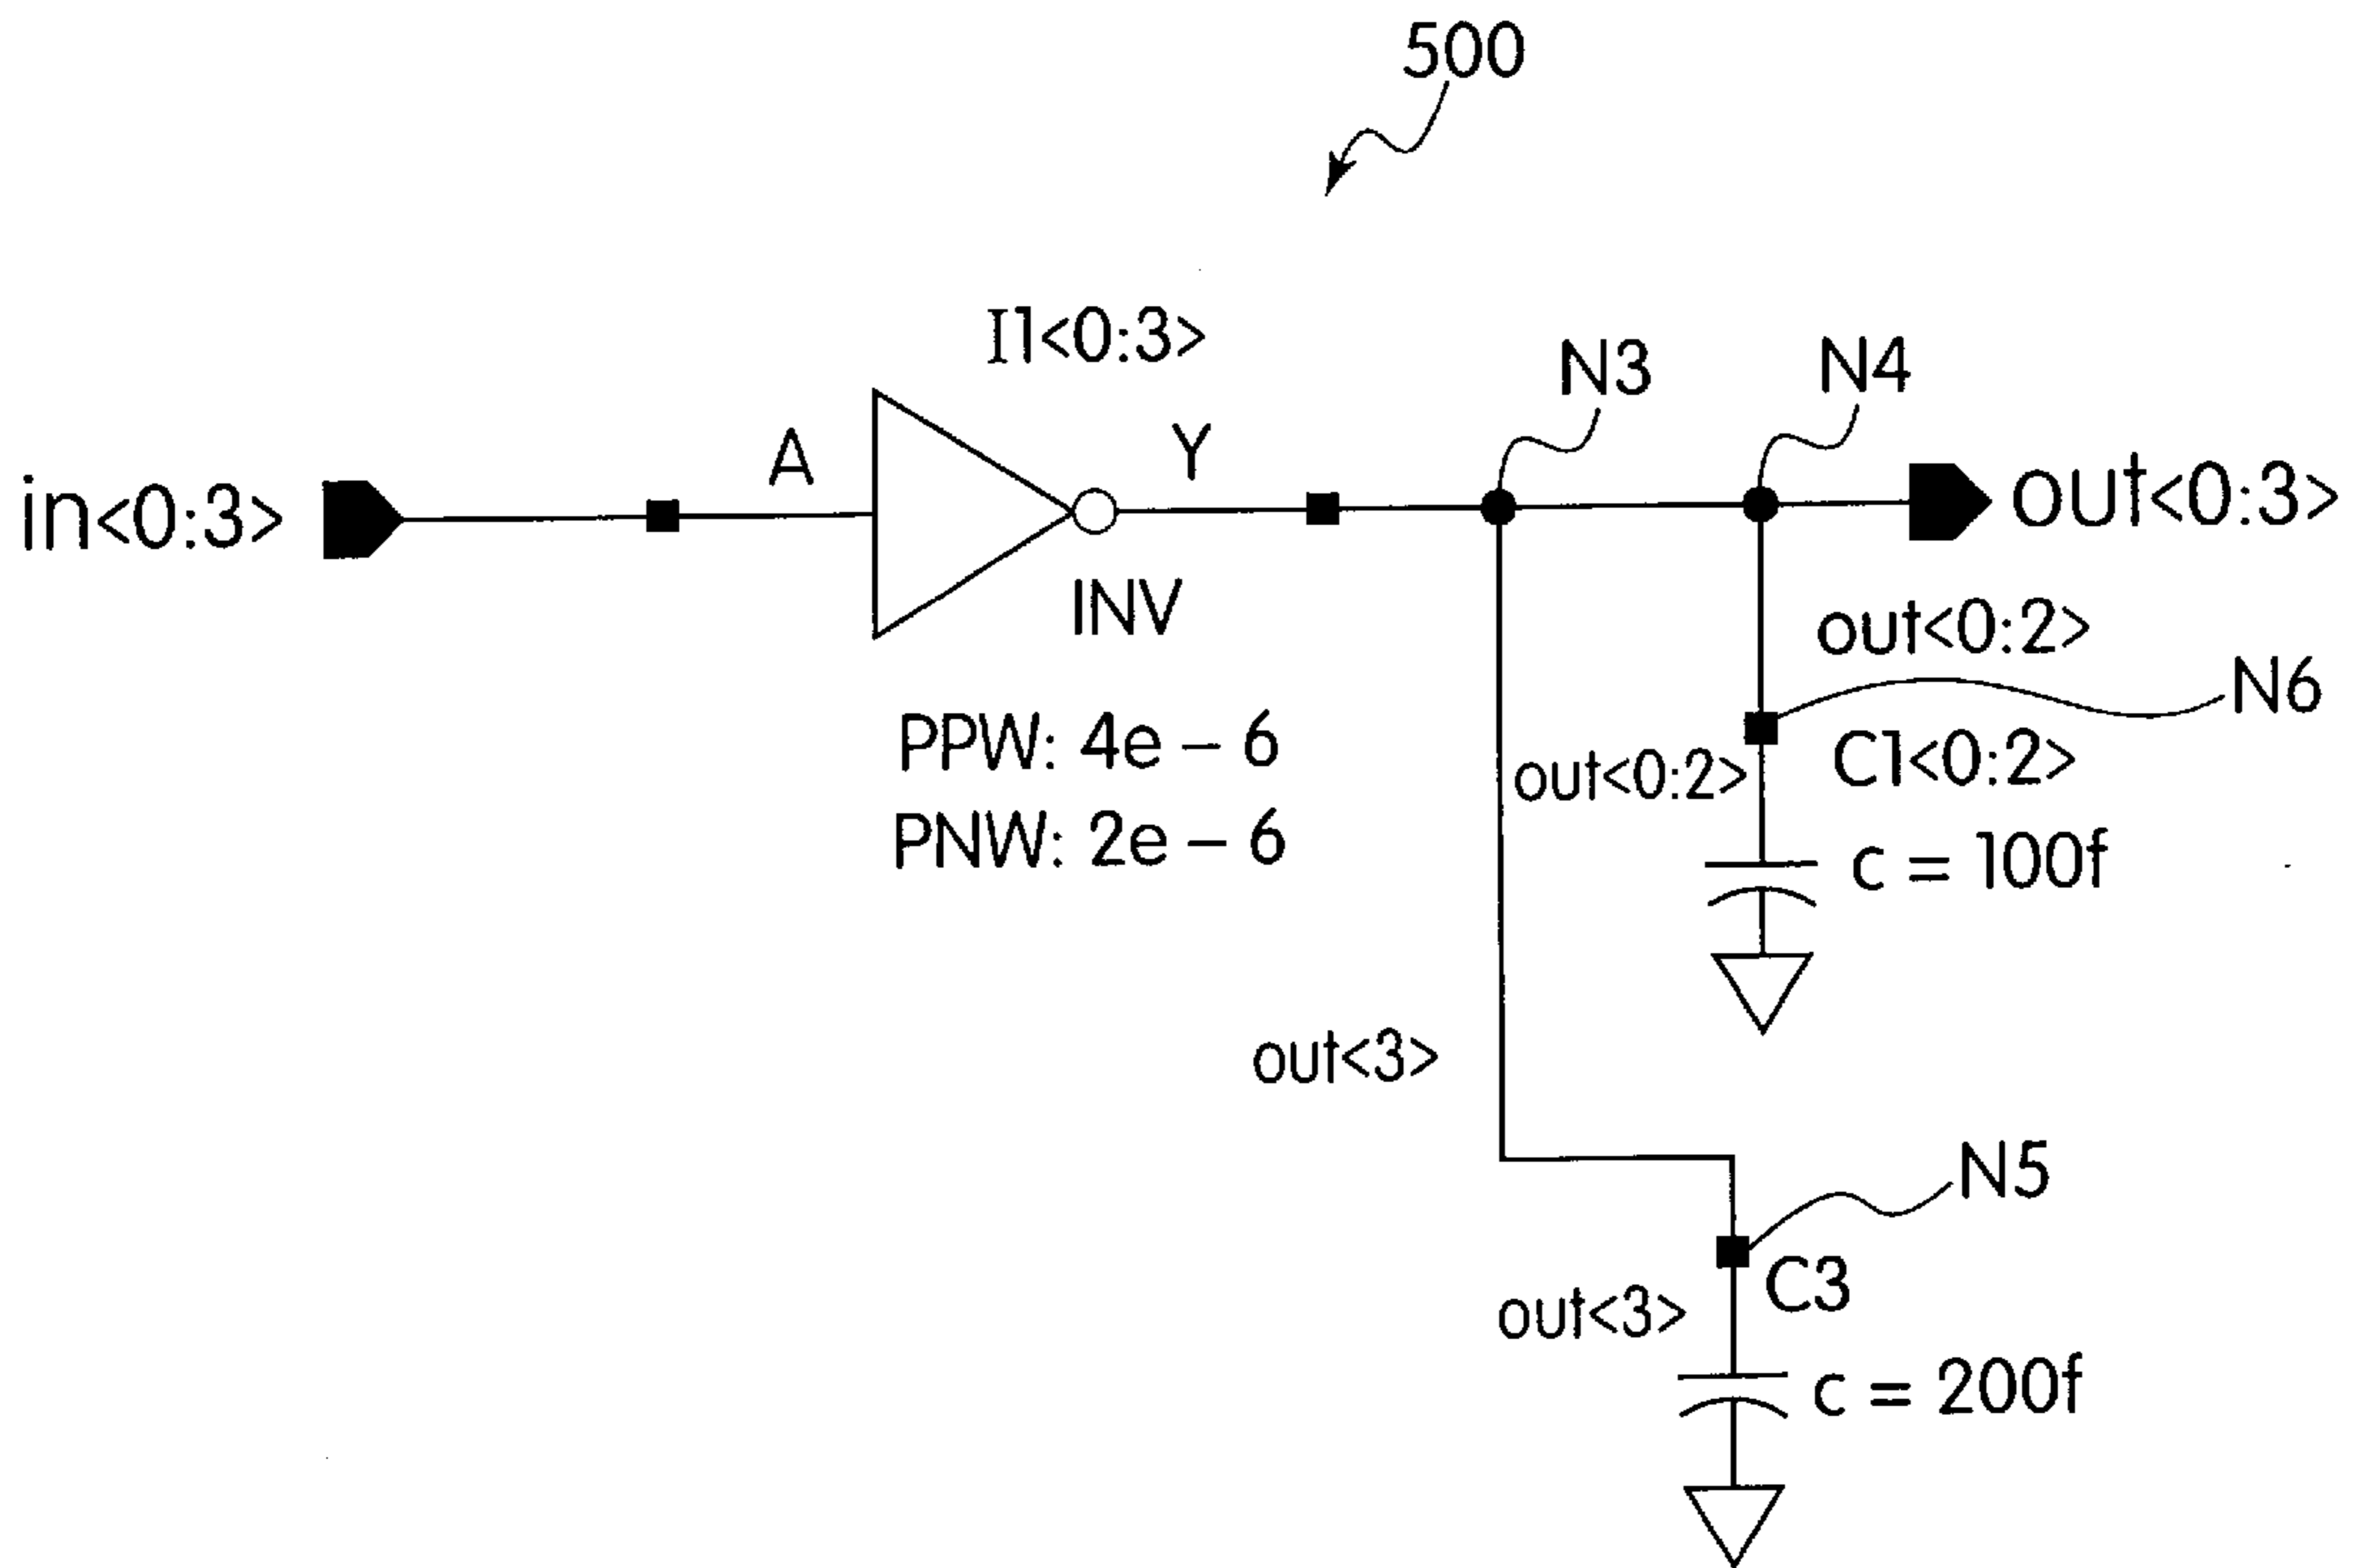 500
I1<0:3>
N3
N4
A
Y
in<0:3>
out<0:3>
INV
out<0:2>
N6
PPW: 4e – 6
out<0:2>
C1<0:2>
PNW: 2e – 6
c = 100f
out<3>
N5
C3
out<3>
c = 200f